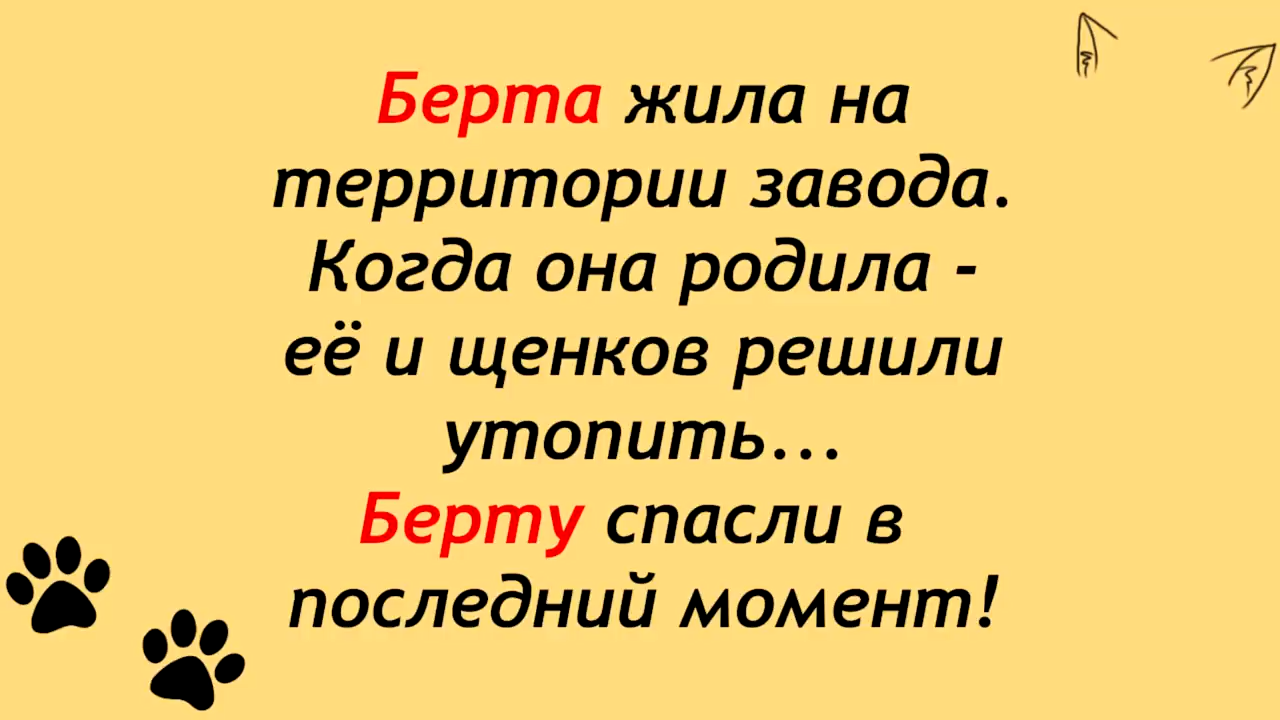 Берта жила на
территории завода.
Когда она родила -
её и щенков решили
утопить...
Берту спасли в
последний момент!